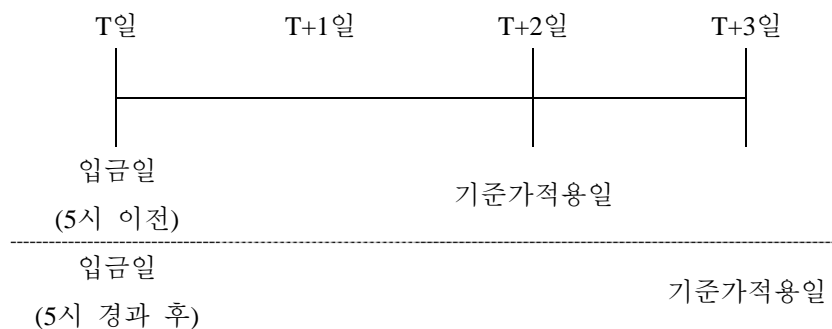 T일 T+1일 T+2일 T+3일
입금일
(5시 이전)
기준가적용일
입금일
(5시 경과 후)
기준가적용일